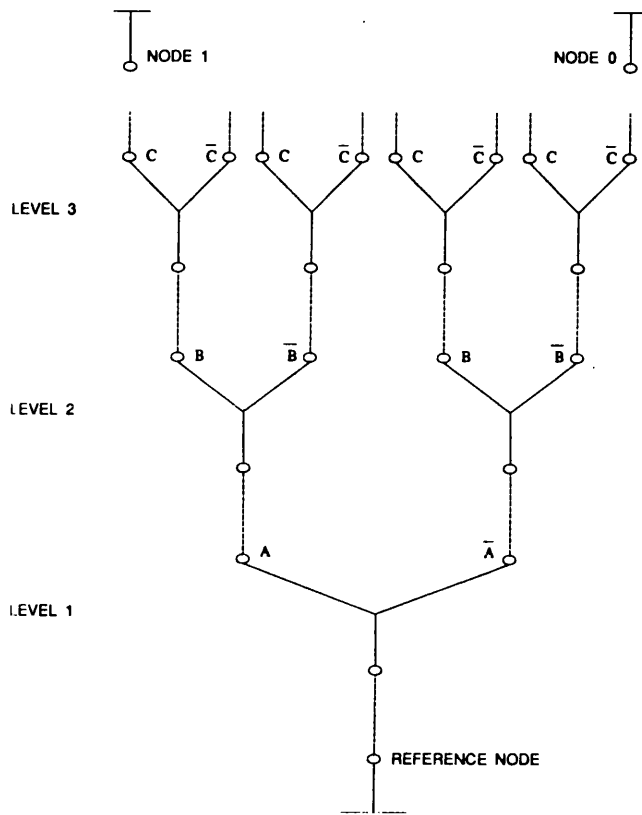 NODE 1 NODE 0
C C̅ C C̅ C C̅ C C̅
LEVEL 3
B B̅ B B̅
LEVEL 2
A A̅
LEVEL 1
REFERENCE NODE